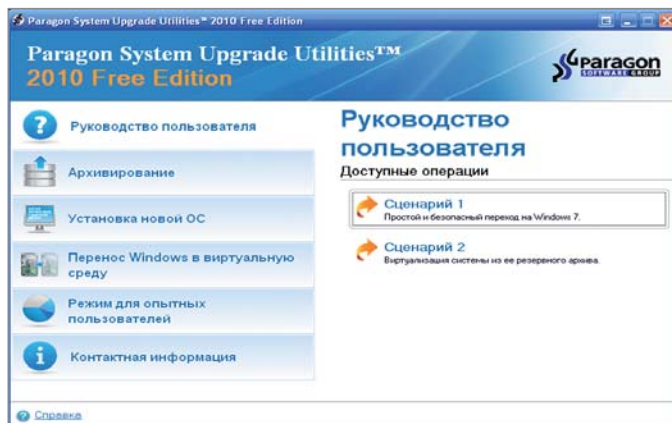 Paragon System Upgrade Utilities™ 2010 Free Edition
Paragon System Upgrade Utilities™
2010 Free Edition
Paragon
SOFTWARE GROUP
Руководство пользователя
Архивирование
Установка новой ОС
Перенос Windows в виртуальную
среду
Режим для опытных
пользователей
Контактная информация
Руководство
пользователя
Доступные операции
Сценарий 1
Простой и безопасный переход на Windows 7.
Сценарий 2
Виртуализация системы из ее резервного архива.
Справка